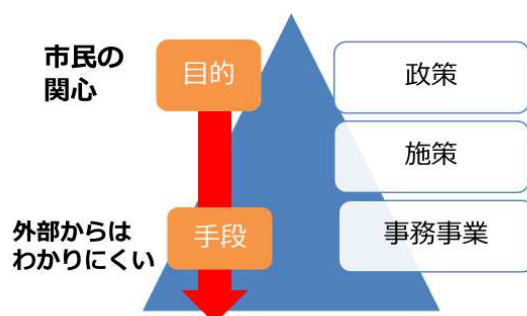 市民の
関心
目的
政策
施策
外部からは
わかりにくい
手段
事務事業